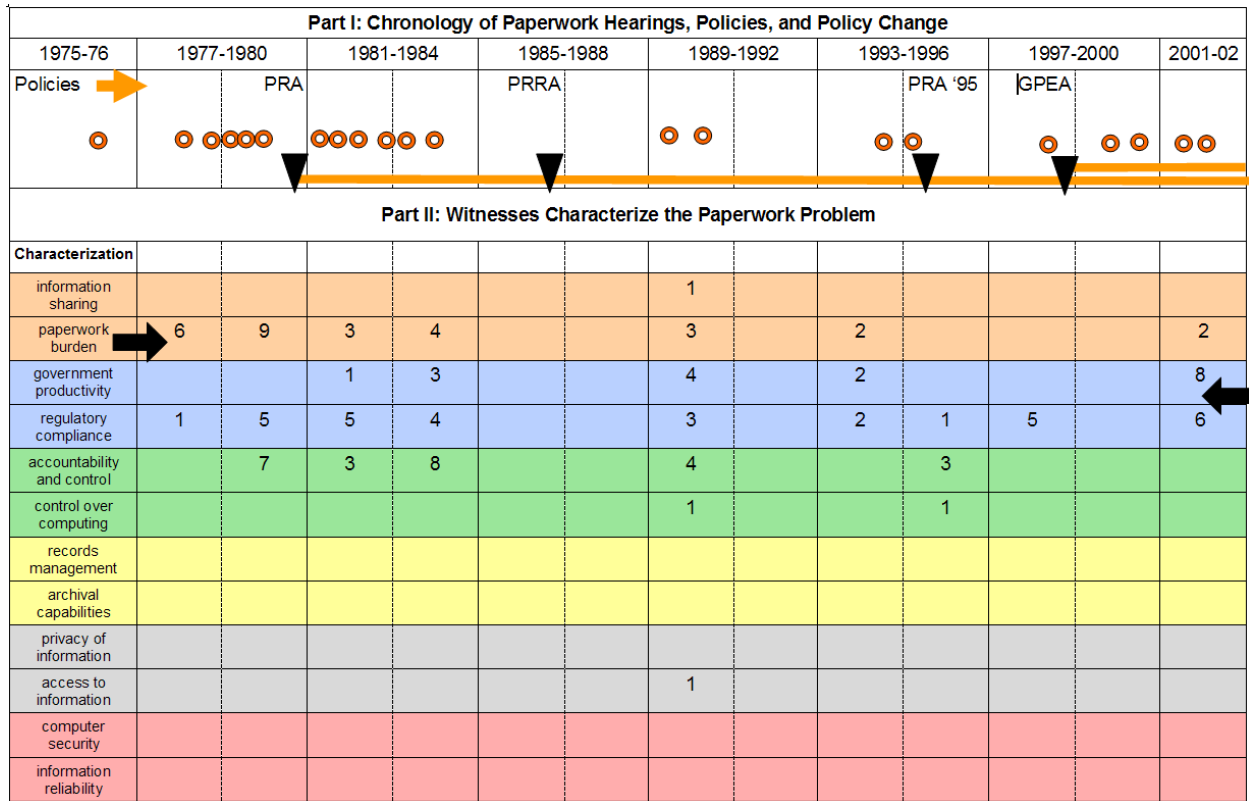 Part I: Chronology of Paperwork Hearings, Policies, and Policy Change
1975-76 1977-1980 1981-1984 1985-1988 1989-1992 1993-1996 1997-2000 2001-02
Policies PRA PRRA PRA ‘95 GPEA
Part II: Witnesses Characterize the Paperwork Problem
Characterization
information
sharing
1
paperwork
burden
6 9 3 4 3 2 2
government
productivity
1 3 4 2 8
regulatory
compliance
1 5 5 4 3 2 1 5 6
accountability
and control
7 3 8 4 3
control over
computing
1 1
records
management
archival
capabilities
privacy of
information
access to
information
1
computer
security
information
reliability